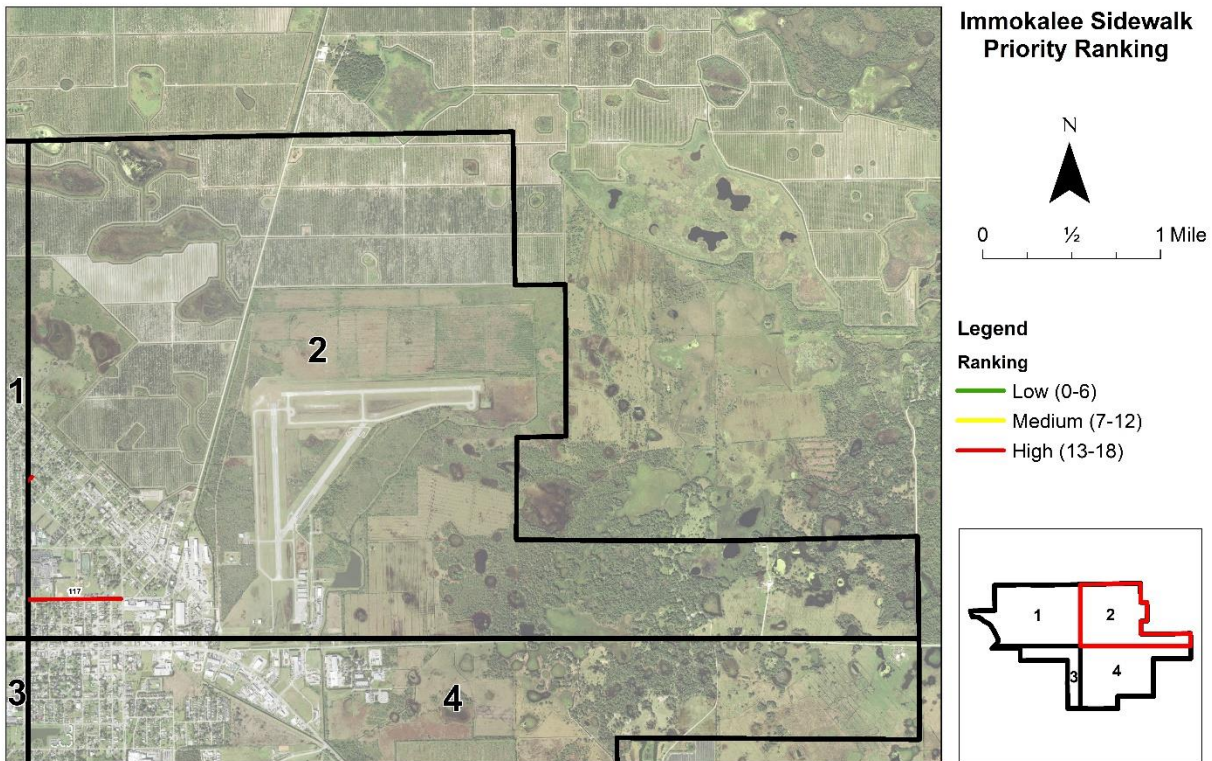 Immokalee Sidewalk
Priority Ranking
N
0 ½ 1 Mile
Legend
Ranking
Low (0-6)
Medium (7-12)
High (13-18)
1
2
117
3
4
1
2
3
4